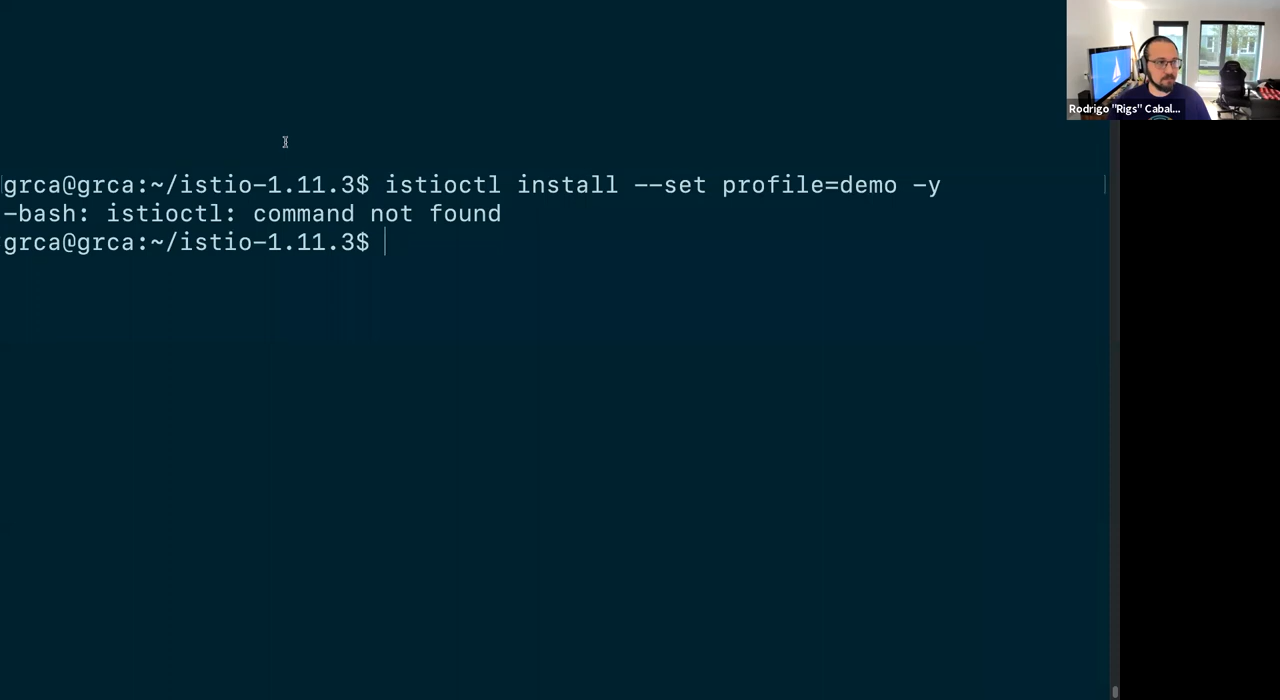 Rodrigo "Rigs" Cabal...
grca@grca:~/istio-1.11.3$ istioctl install --set profile=demo -y
-bash: istioctl: command not found
grca@grca:~/istio-1.11.3$